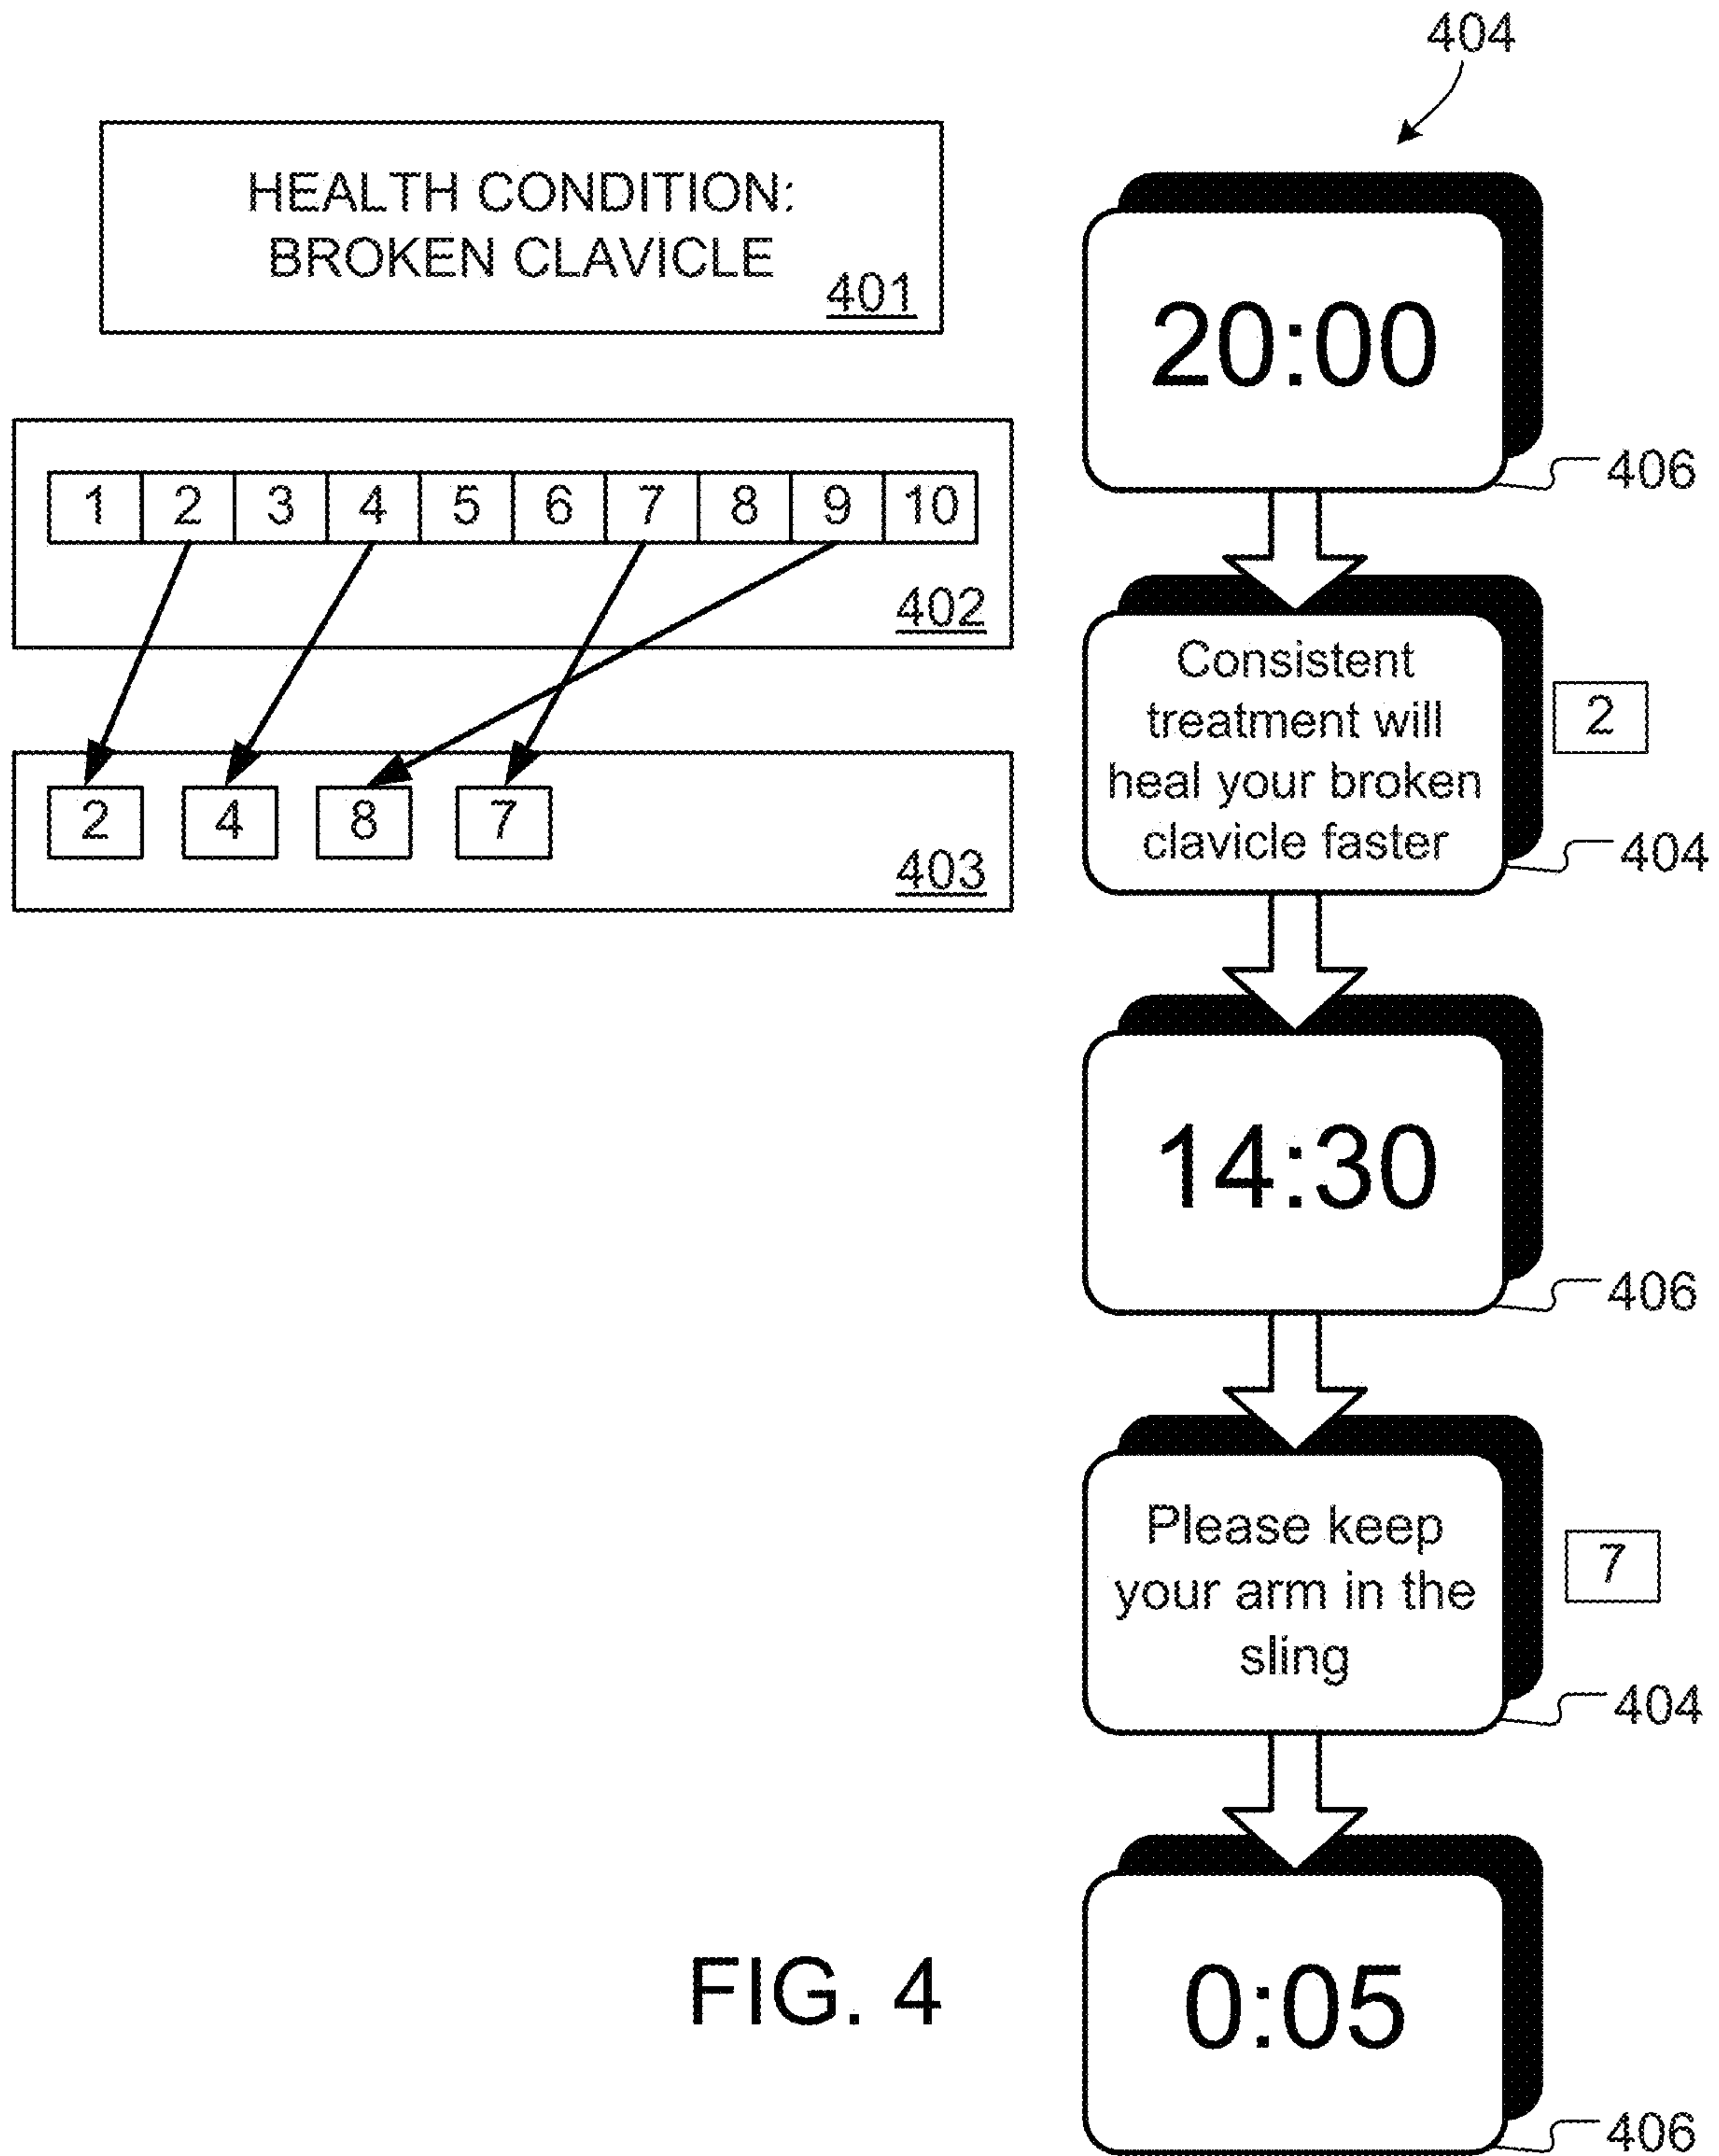 404
HEALTH CONDITION:
BROKEN CLAVICLE
401
20:00
406
1 2 3 4 5 6 7 8 9 10
402
Consistent
treatment will
heal your broken
clavicle faster
2
404
2 4 8 7
403
14:30
406
Please keep
your arm in the
sling
7
404
0:05
406
FIG. 4